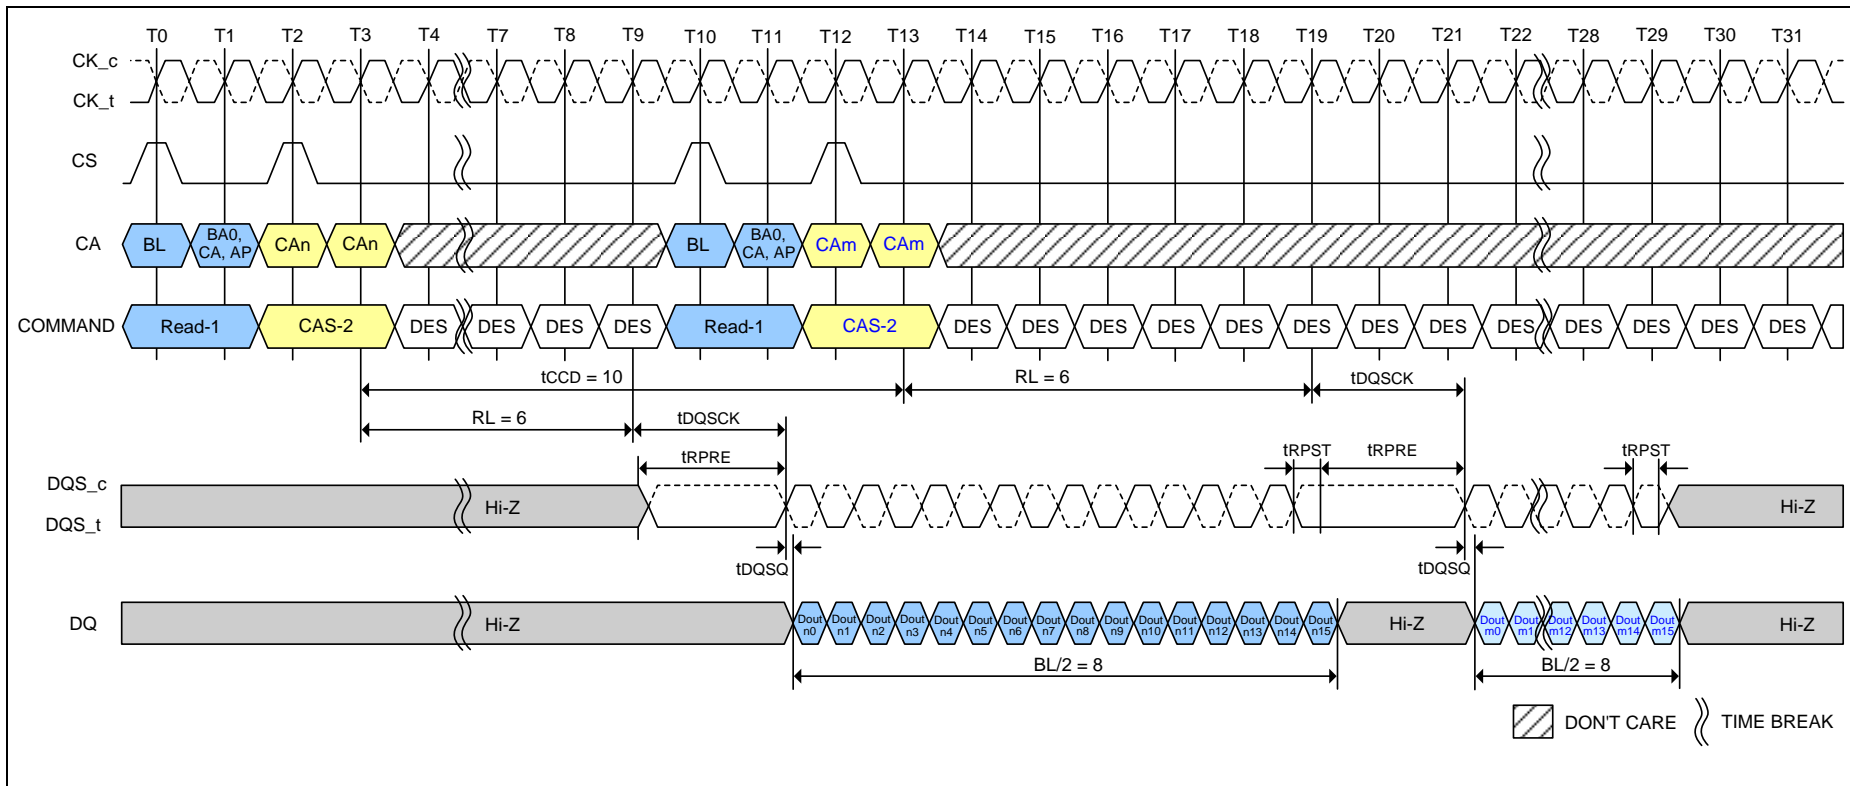 T0 T1 T2 T3 T4 T7 T8 T9 T10 T11 T12 T13 T14 T15 T16 T17 T18 T19 T20 T21 T22 T28 T29 T30 T31
CK_c
CK_t
CS
CA BL BA0, CA, AP CAn CAn BL BA0, CA, AP CAm CAm
COMMAND Read-1 CAS-2 DES DES DES DES Read-1 CAS-2 DES DES DES DES DES DES DES DES DES DES DES DES DES
tCCD = 10 RL = 6 tDQSCK
RL = 6 tDQSCK
tRPRE tRPST tRPRE tRPST
DQS_c
DQS_t Hi-Z Hi-Z
tDQSQ tDQSQ
DQ Hi-Z Dout n0 Dout n1 Dout n2 Dout n3 Dout n4 Dout n5 Dout n6 Dout n7 Dout n8 Dout n9 Dout n10 Dout n11 Dout n12 Dout n13 Dout n14 Dout n15 Hi-Z Dout m0 Dout m1 Dout m12 Dout m13 Dout m14 Dout m15 Hi-Z
BL/2 = 8 BL/2 = 8
DON'T CARE TIME BREAK